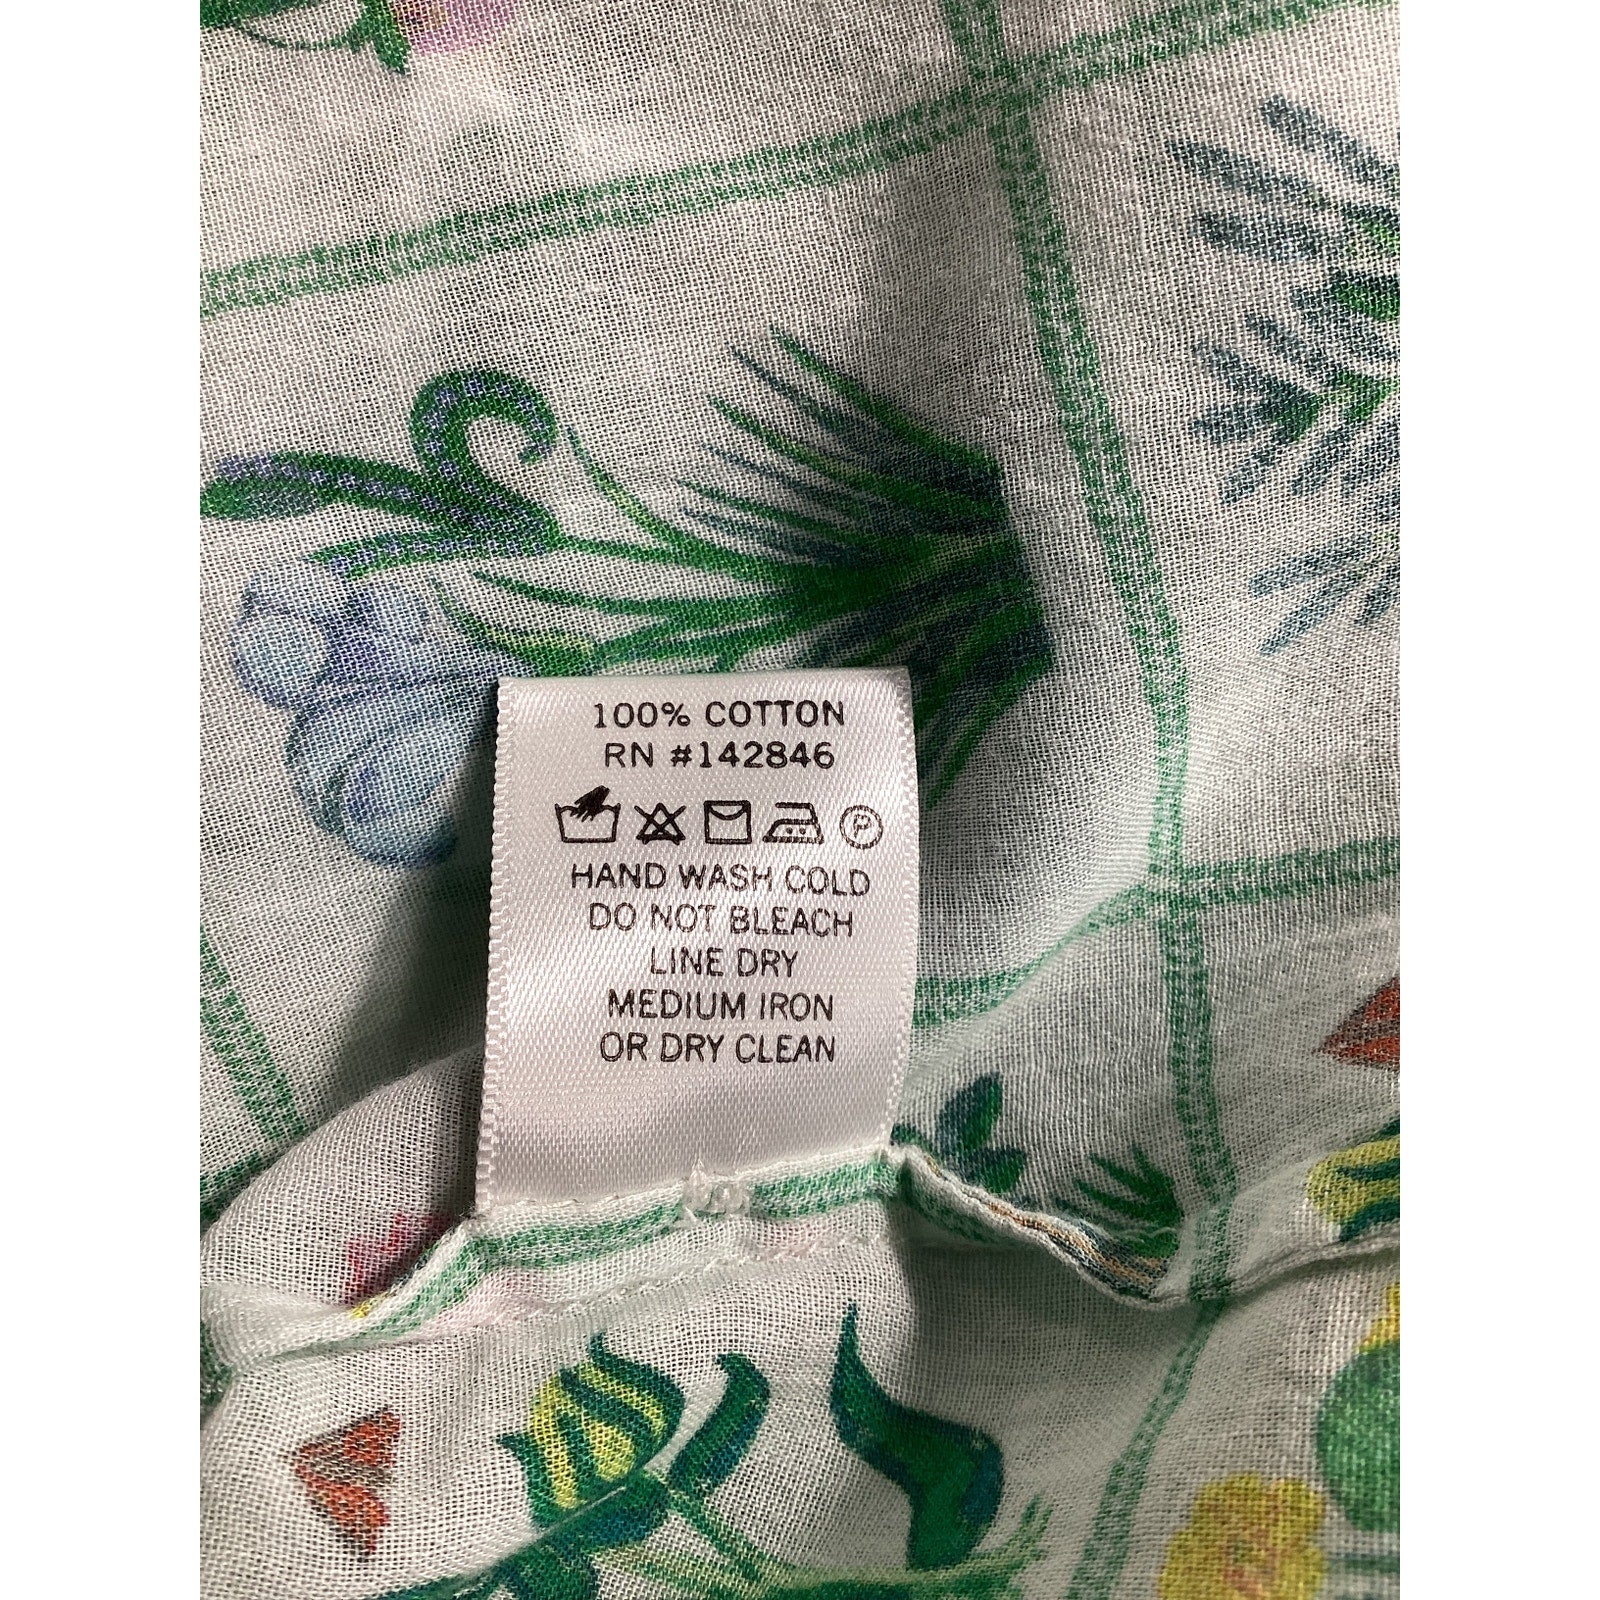 100% COTTON
RN #142846
P
HAND WASH COLD
DO NOT BLEACH
LINE DRY
MEDIUM IRON
OR DRY CLEAN